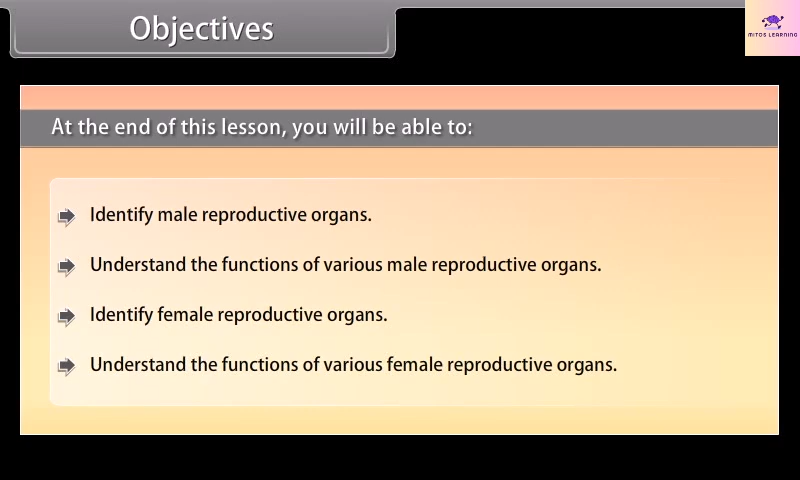 Objectives
MITOS LEARNING
At the end of this lesson, you will be able to:
Identify male reproductive organs.
Understand the functions of various male reproductive organs.
Identify female reproductive organs.
Understand the functions of various female reproductive organs.